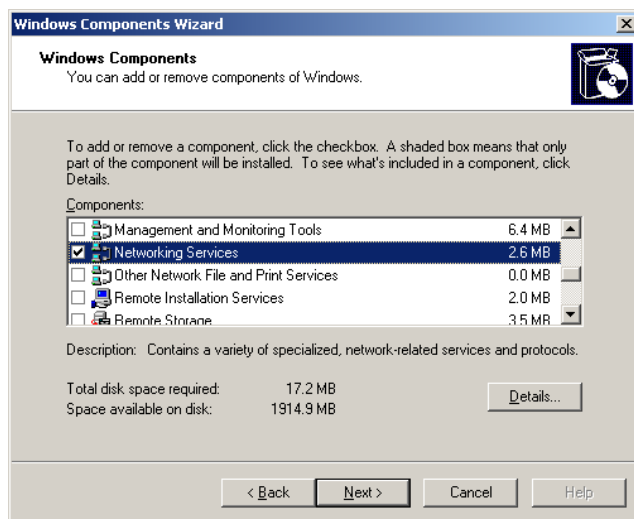 Windows Components Wizard
Windows Components
You can add or remove components of Windows.
To add or remove a component, click the checkbox. A shaded box means that only
part of the component will be installed. To see what's included in a component, click
Details.
Components:
Management and Monitoring Tools 6.4 MB
Networking Services 2.6 MB
Other Network File and Print Services 0.0 MB
Remote Installation Services 2.0 MB
Remote Storage 3.5 MB
Description: Contains a variety of specialized, network-related services and protocols.
Total disk space required: 17.2 MB
Space available on disk: 1914.9 MB
Details...
< Back Next > Cancel Help